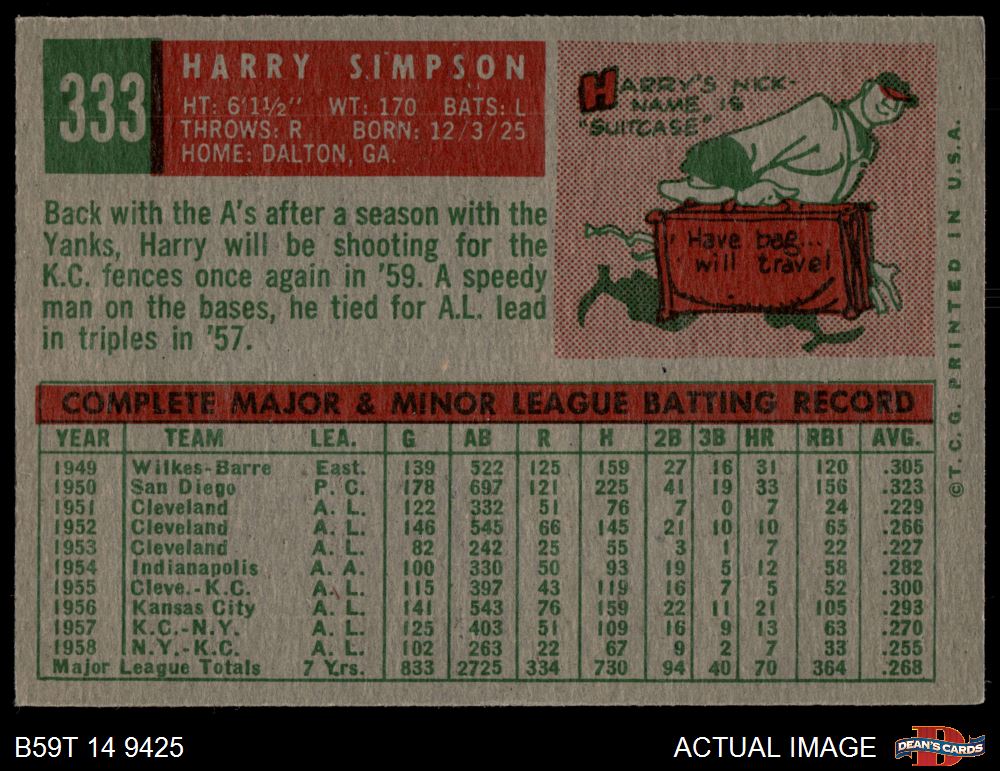 333
HARRY SIMPSON
HT: 6'1½" WT: 170 BATS: L
THROWS: R BORN: 12/3/25
HOME: DALTON, GA.
HARRY'S NICK-
NAME IS
"SUITCASE"
Have bag...
will travel
Back with the A's after a season with the
Yanks, Harry will be shooting for the
K.C. fences once again in '59. A speedy
man on the bases, he tied for A.L. lead
in triples in '57.
©T.C.G. PRINTED IN U.S.A.
COMPLETE MAJOR & MINOR LEAGUE BATTING RECORD
YEAR TEAM LEA. G AB R H 2B 3B HR RBI AVG.
1949 Wilkes-Barre East. 139 522 125 159 27 16 31 120 .305
1950 San Diego P. C. 178 697 121 225 41 19 33 156 .323
1951 Cleveland A. L. 122 332 51 76 7 0 7 24 .229
1952 Cleveland A. L. 146 545 66 145 21 10 10 65 .266
1953 Cleveland A. L. 82 242 25 55 3 1 7 22 .227
1954 Indianapolis A. A. 100 330 50 93 19 5 12 58 .282
1955 Cleve.-K.C. A. L. 115 397 43 119 16 7 5 52 .300
1956 Kansas City A. L. 141 543 76 159 22 11 21 105 .293
1957 K.C.-N.Y. A. L. 125 403 51 109 16 9 13 63 .270
1958 N.Y.-K.C. A. L. 102 263 22 67 9 2 7 33 .255
Major League Totals 7 Yrs. 833 2725 334 730 94 40 70 364 .268
B59T 14 9425
ACTUAL IMAGE
DEAN'S CARDS